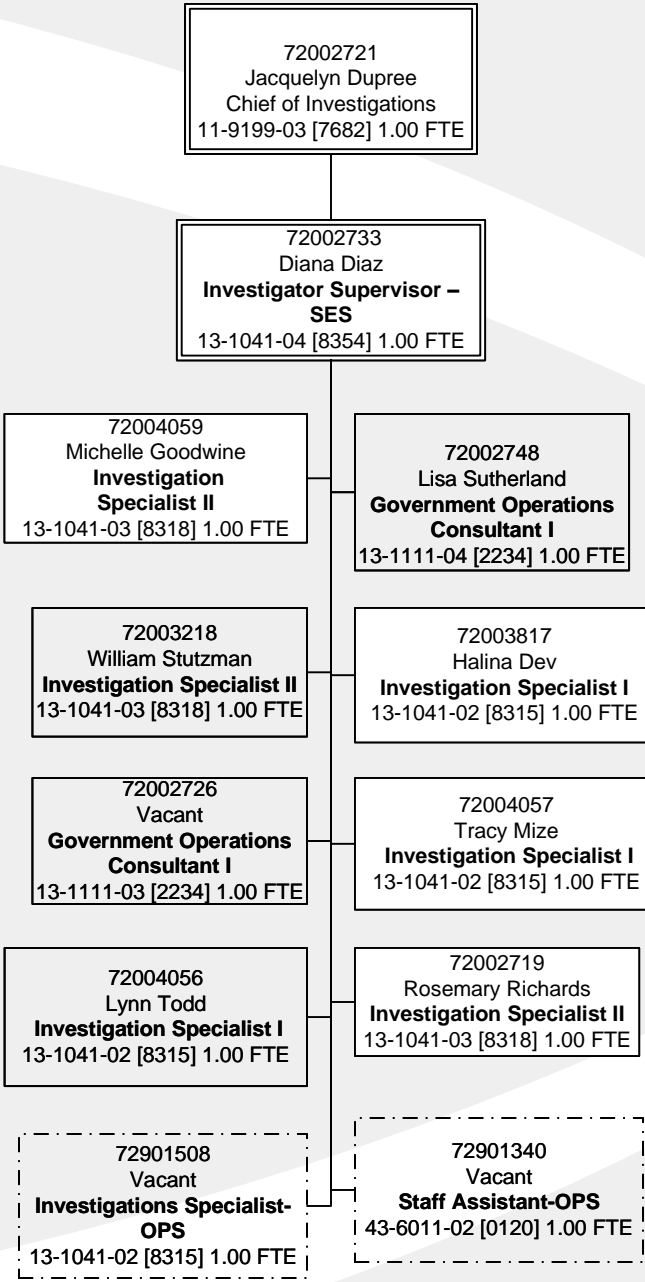 72002721
Jacquelyn Dupree
Chief of Investigations
11-9199-03 [7682] 1.00 FTE
72002733
Diana Diaz
Investigator Supervisor –
SES
13-1041-04 [8354] 1.00 FTE
72004059
Michelle Goodwine
Investigation
Specialist II
13-1041-03 [8318] 1.00 FTE
72002748
Lisa Sutherland
Government Operations
Consultant I
13-1111-04 [2234] 1.00 FTE
72003218
William Stutzman
Investigation Specialist II
13-1041-03 [8318] 1.00 FTE
72003817
Halina Dev
Investigation Specialist I
13-1041-02 [8315] 1.00 FTE
72002726
Vacant
Government Operations
Consultant I
13-1111-03 [2234] 1.00 FTE
72004057
Tracy Mize
Investigation Specialist I
13-1041-02 [8315] 1.00 FTE
72004056
Lynn Todd
Investigation Specialist I
13-1041-02 [8315] 1.00 FTE
72002719
Rosemary Richards
Investigation Specialist II
13-1041-03 [8318] 1.00 FTE
72901508
Vacant
Investigations Specialist-
OPS
13-1041-02 [8315] 1.00 FTE
72901340
Vacant
Staff Assistant-OPS
43-6011-02 [0120] 1.00 FTE